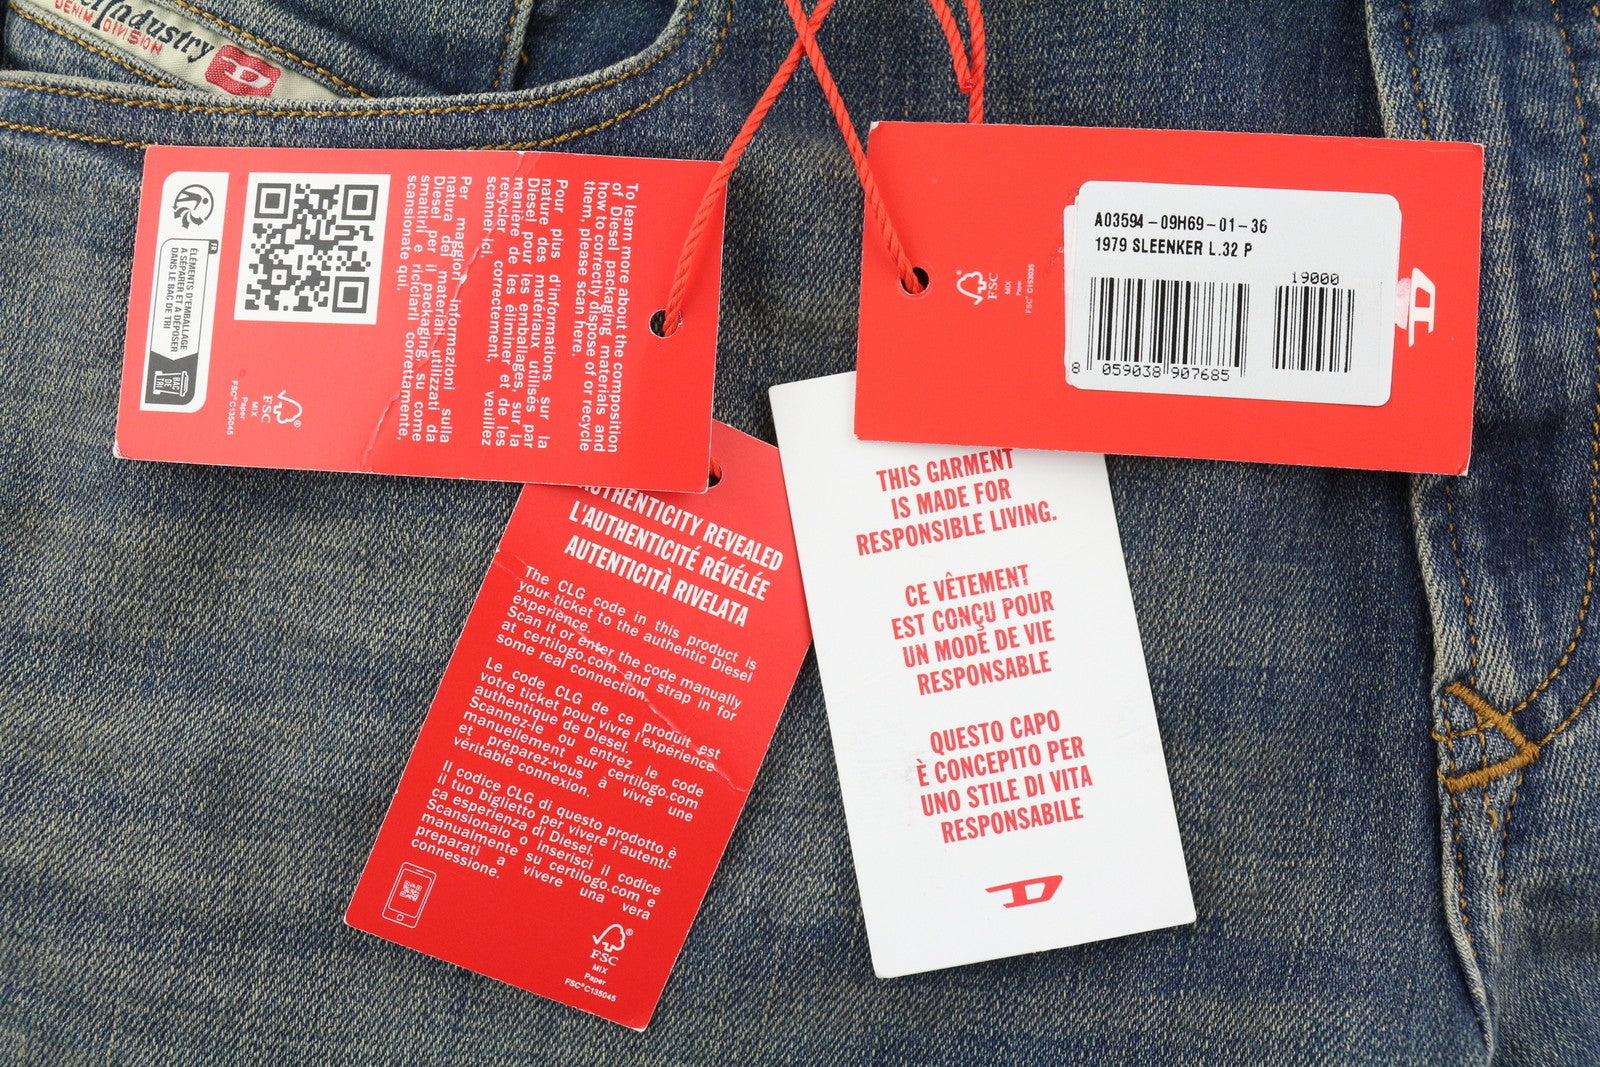 Industry
DENIM DIVISION
D
To learn more about the composition
of Diesel packaging materials and
how to correctly dispose of or recycle
them, please scan here.
Pour plus d'informations sur la
nature des matériaux utilisés par
Diesel pour les emballages, sur la
manière de les éliminer et de les
recycler correctement, veuillez
scanner ici.
Per maggiori informazioni sulla
natura dei materiali utilizzati da
Diesel per il packaging, su come
smaltirli e riciclarli correttamente,
scansionate qui.
FR
ÉLÉMENTS D'EMBALLAGE
À SÉPARER ET À DÉPOSER
DANS LE BAC DE TRI
BAC
DE
TRI
FSC®
MIX
Paper
FSC® C135045
A03594-09H69-01-36
1979 SLEENKER L.32 P
19000
8 059038 907685
FSC
MIX
Paper
D
AUTHENTICITY REVEALED
L'AUTHENTICITÉ RÉVÉLÉE
AUTENTICITÀ RIVELATA
The CLG code in this product is
your ticket to the authentic Diesel
experience.
Scan it or enter the code manually
at certilogo.com and strap in for
some real connection.
Le code CLG de ce produit est
votre ticket pour vivre l'expérience
authentique de Diesel.
Scannez-le ou entrez le code
manuellement sur certilogo.com
et préparez-vous à vivre une
véritable connexion.
Il codice CLG di questo prodotto è
il tuo biglietto per vivere l'autenti-
ca esperienza di Diesel.
Scansionalo o inserisci il codice
manualmente su certilogo.com e
preparati a vivere una vera
connessione.
FSC®
MIX
Paper
FSC® C135045
THIS GARMENT
IS MADE FOR
RESPONSIBLE LIVING.
CE VÊTEMENT
EST CONÇU POUR
UN MODE DE VIE
RESPONSABLE
QUESTO CAPO
È CONCEPITO PER
UNO STILE DI VITA
RESPONSABILE
D